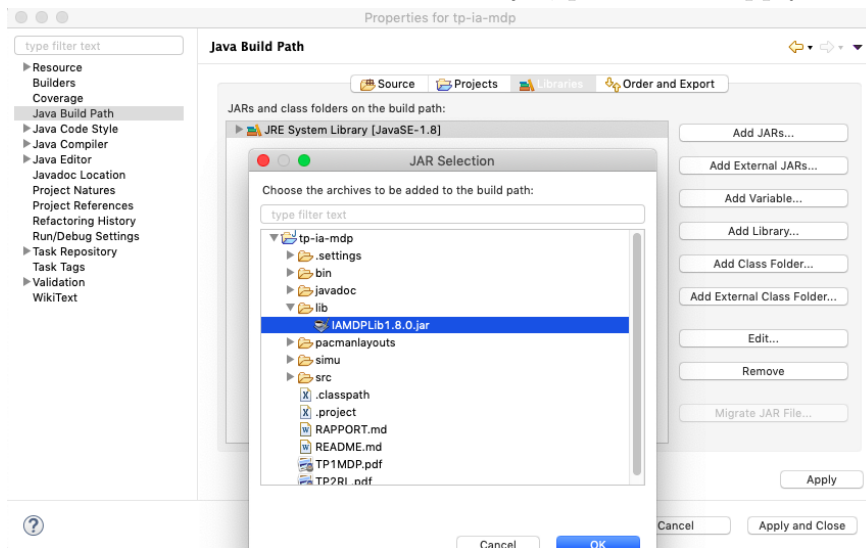 Properties for tp-ia-mdp
type filter text
Java Build Path
Resource
Builders
Coverage
Java Build Path
Java Code Style
Java Compiler
Java Editor
Javadoc Location
Project Natures
Project References
Refactoring History
Run/Debug Settings
Task Repository
Task Tags
Validation
WikiText
Source
Projects
Libraries
Order and Export
JARs and class folders on the build path:
JRE System Library [JavaSE-1.8]
Add JARs...
Add External JARs...
Add Variable...
Add Library...
Add Class Folder...
Add External Class Folder...
Edit...
Remove
Migrate JAR File...
Apply
JAR Selection
Choose the archives to be added to the build path:
type filter text
tp-ia-mdp
.settings
bin
javadoc
lib
IAMDPLib1.8.0.jar
pacmanlayouts
simu
src
.classpath
.project
RAPPORT.md
README.md
TP1MDP.pdf
TP2RL.pdf
Cancel
OK
Cancel
Apply and Close